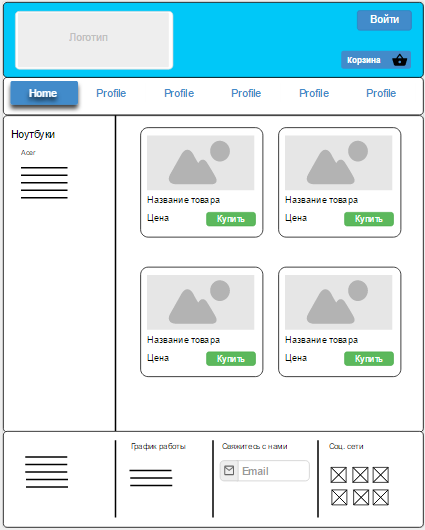 Логотип
Войти
Корзина
Home Profile Profile Profile Profile Profile
Ноутбуки
Acer
Название товара
Цена Купить
Название товара
Цена Купить
Название товара
Цена Купить
Название товара
Цена Купить
График работы
Свяжитесь с нами
Email
Соц. сети